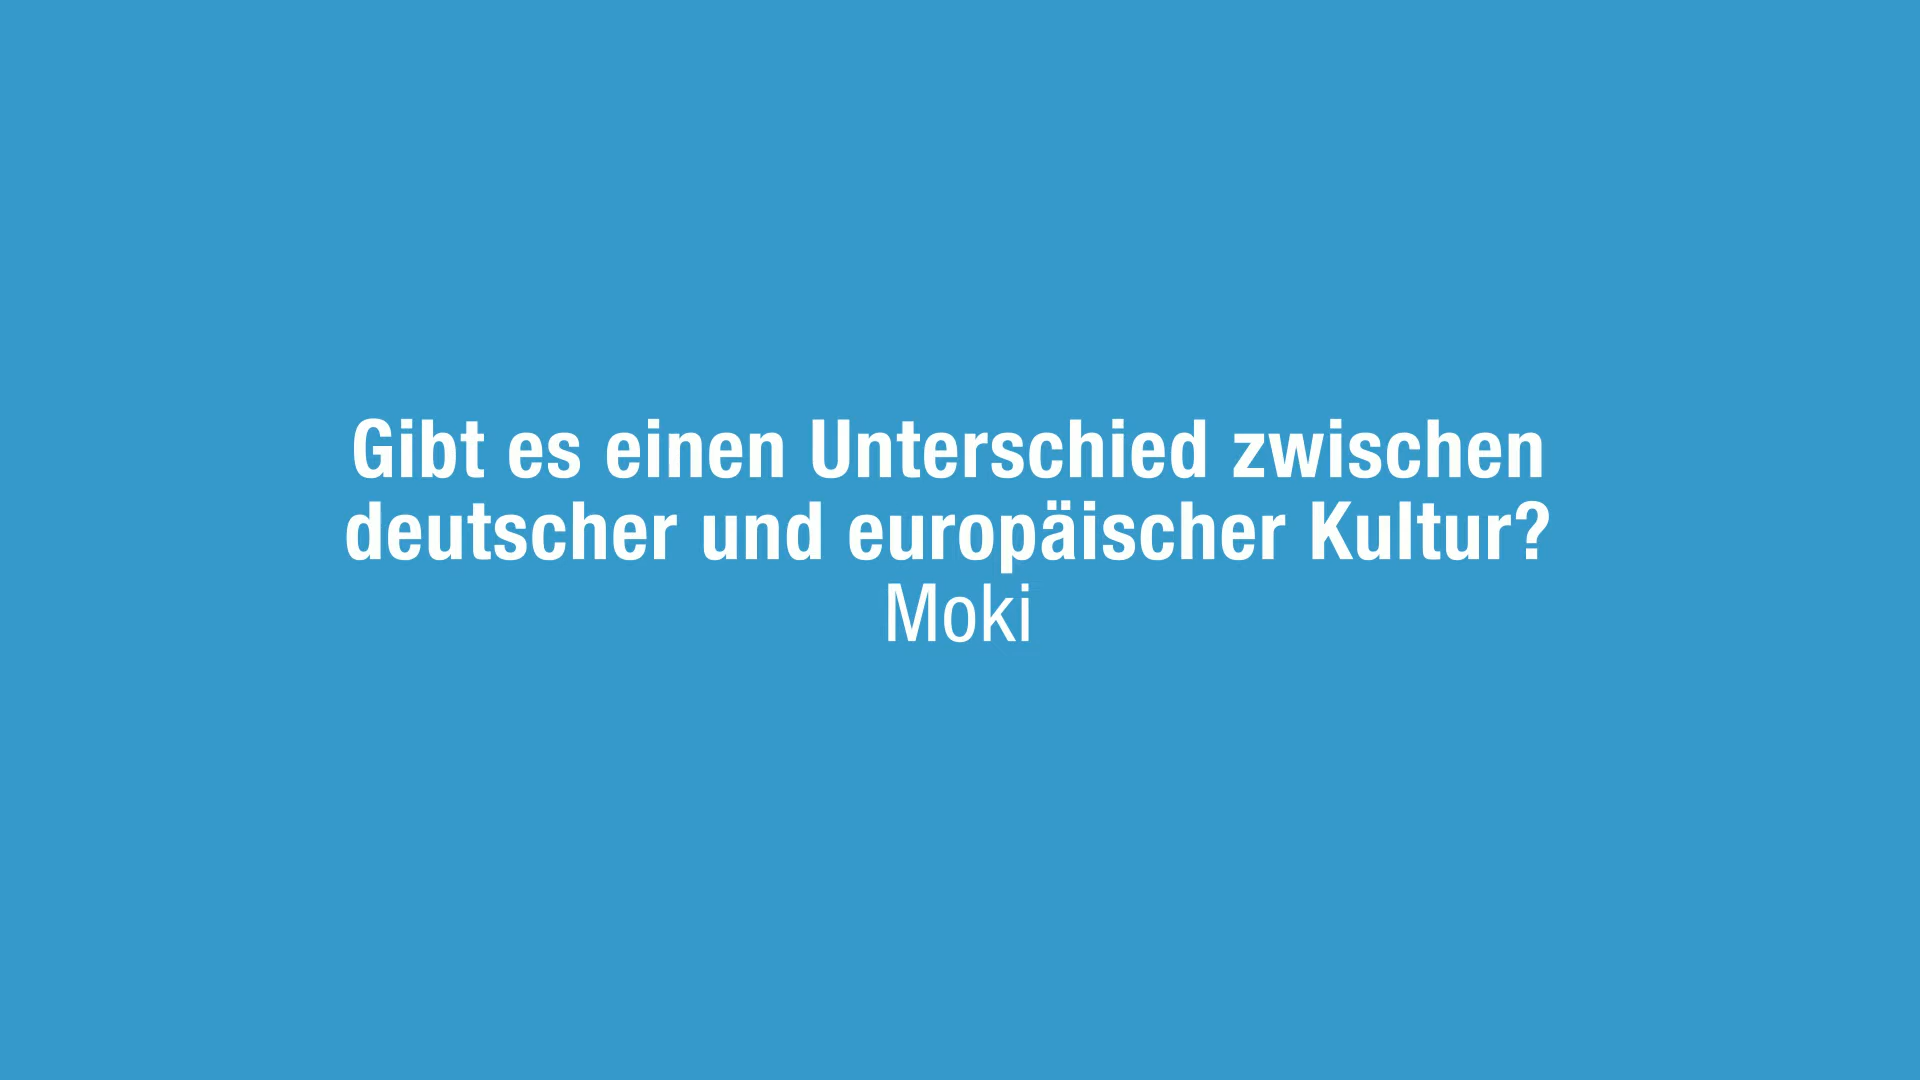 Gibt es einen Unterschied zwischen
deutscher und europäischer Kultur?
Moki